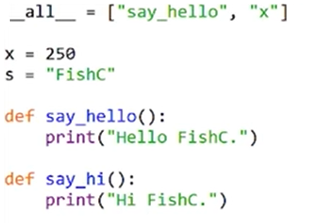 __all__ = ["say_hello", "x"]
x = 250
s = "FishC"
def say_hello():
    print("Hello FishC.")
def say_hi():
    print("Hi FishC.")